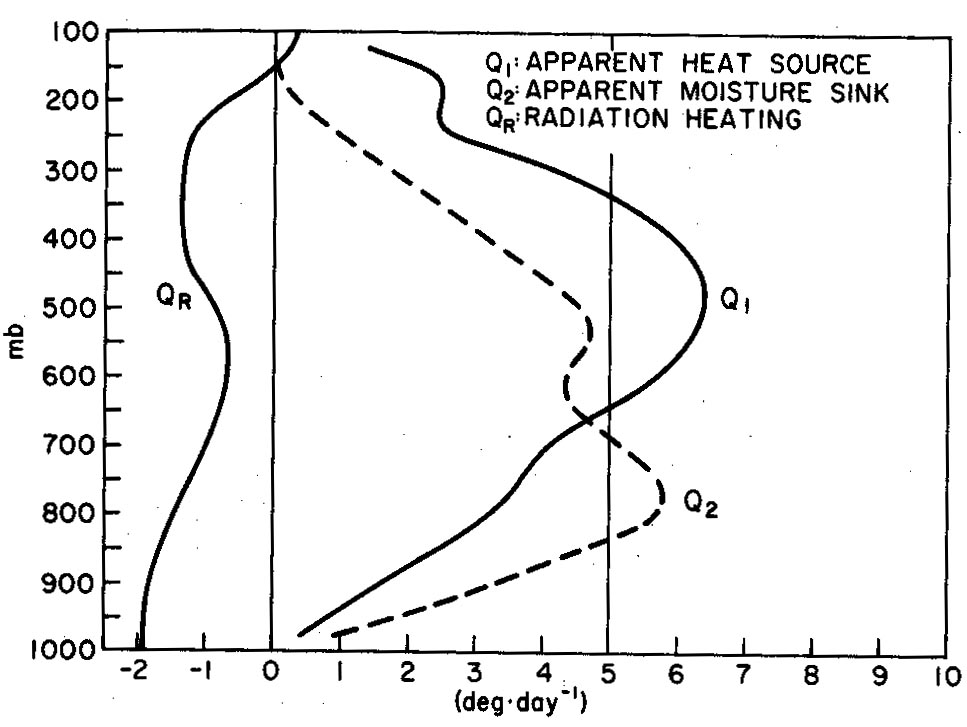 100
200
300
400
500
600
700
800
900
1000
mb
Q1: APPARENT HEAT SOURCE
Q2: APPARENT MOISTURE SINK
QR: RADIATION HEATING
QR
Q1
Q2
-2 -1 0 1 2 3 4 5 6 7 8 9 10
(deg·day⁻¹)